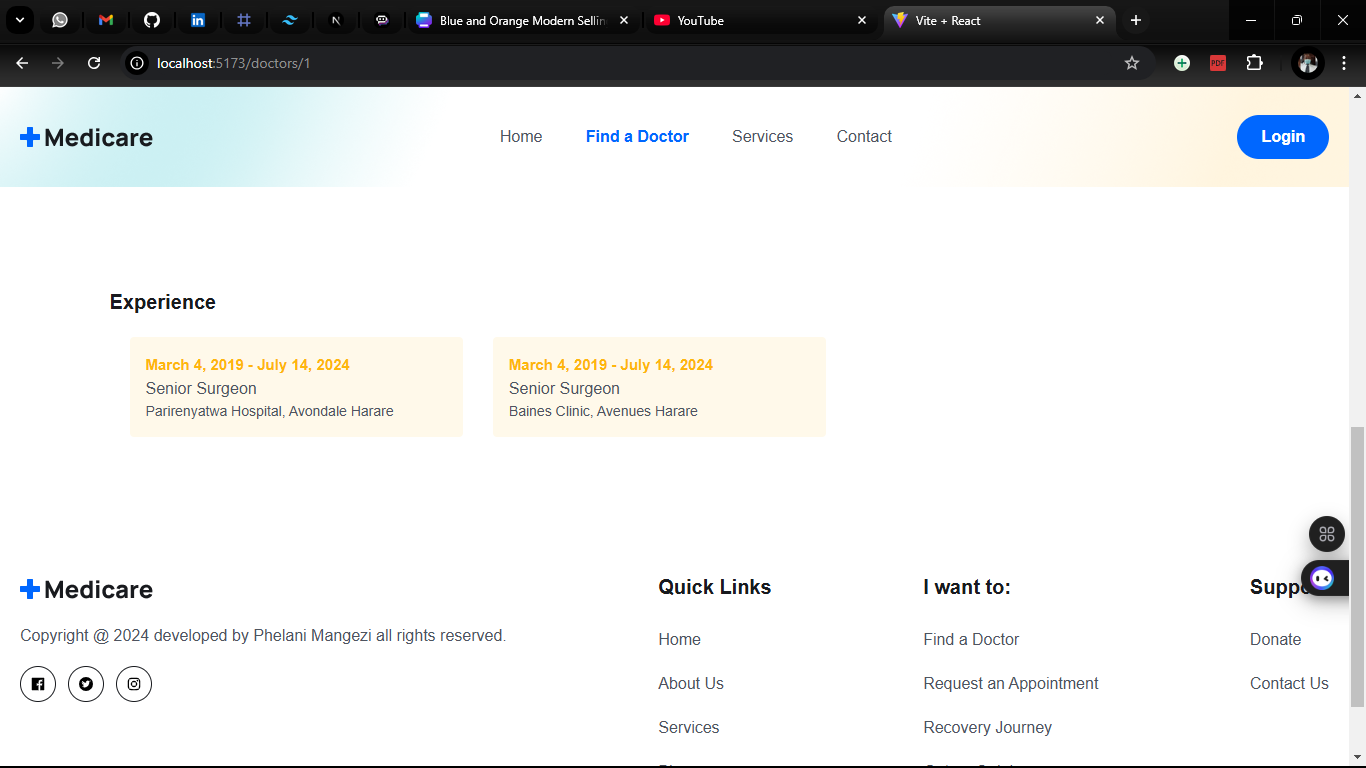 Blue and Orange Modern Sellin
YouTube
Vite + React
localhost:5173/doctors/1
PDF
Medicare
Home
Find a Doctor
Services
Contact
Login
Experience
March 4, 2019 - July 14, 2024
Senior Surgeon
Parirenyatwa Hospital, Avondale Harare
March 4, 2019 - July 14, 2024
Senior Surgeon
Baines Clinic, Avenues Harare
Medicare
Copyright @ 2024 developed by Phelani Mangezi all rights reserved.
Quick Links
Home
About Us
Services
I want to:
Find a Doctor
Request an Appointment
Recovery Journey
Suppo
Donate
Contact Us